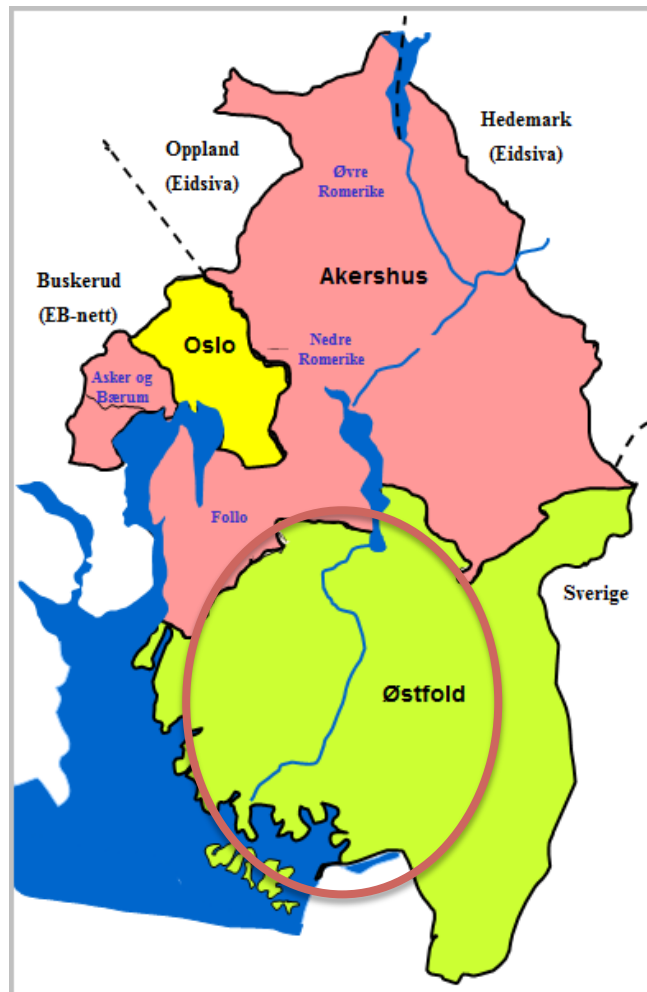 Hedemark
(Eidsiva)
Oppland
(Eidsiva)
Øvre
Romerike
Akershus
Buskerud
(EB-nett)
Oslo
Nedre
Romerike
Asker og
Bærum
Follo
Sverige
Østfold